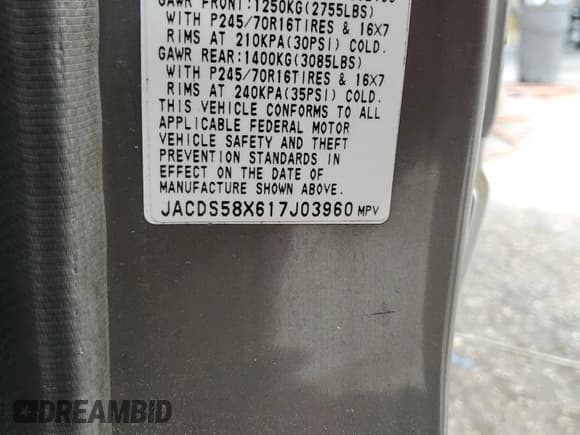 GAWR FRONT:1250KG(2755LBS)
WITH P245/70R16TIRES & 16X7
RIMS AT 210KPA(30PSI) COLD.
GAWR REAR:1400KG(3085LBS)
WITH P245/70R16TIRES & 16X7
RIMS AT 240KPA(35PSI) COLD.
THIS VEHICLE CONFORMS TO ALL
APPLICABLE FEDERAL MOTOR
VEHICLE SAFETY AND THEFT
PREVENTION STANDARDS IN
EFFECT ON THE DATE OF
MANUFACTURE SHOWN ABOVE.
JACDS58X617J03960 MPV
DREAMBID